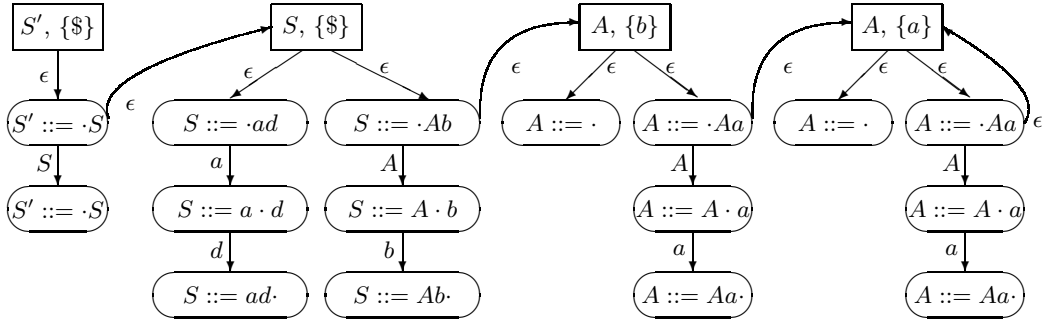 S′, {$} S, {$} A, {b} A, {a}
ϵ ϵ ϵ ϵ ϵ ϵ ϵ ϵ ϵ
ϵ ϵ
S′ ::= ·S S ::= ·ad S ::= ·Ab A ::= · A ::= ·Aa A ::= · A ::= ·Aa
S a A A A
S′ ::= ·S S ::= a · d S ::= A · b A ::= A · a A ::= A · a
d b a a
S ::= ad· S ::= Ab· A ::= Aa· A ::= Aa·